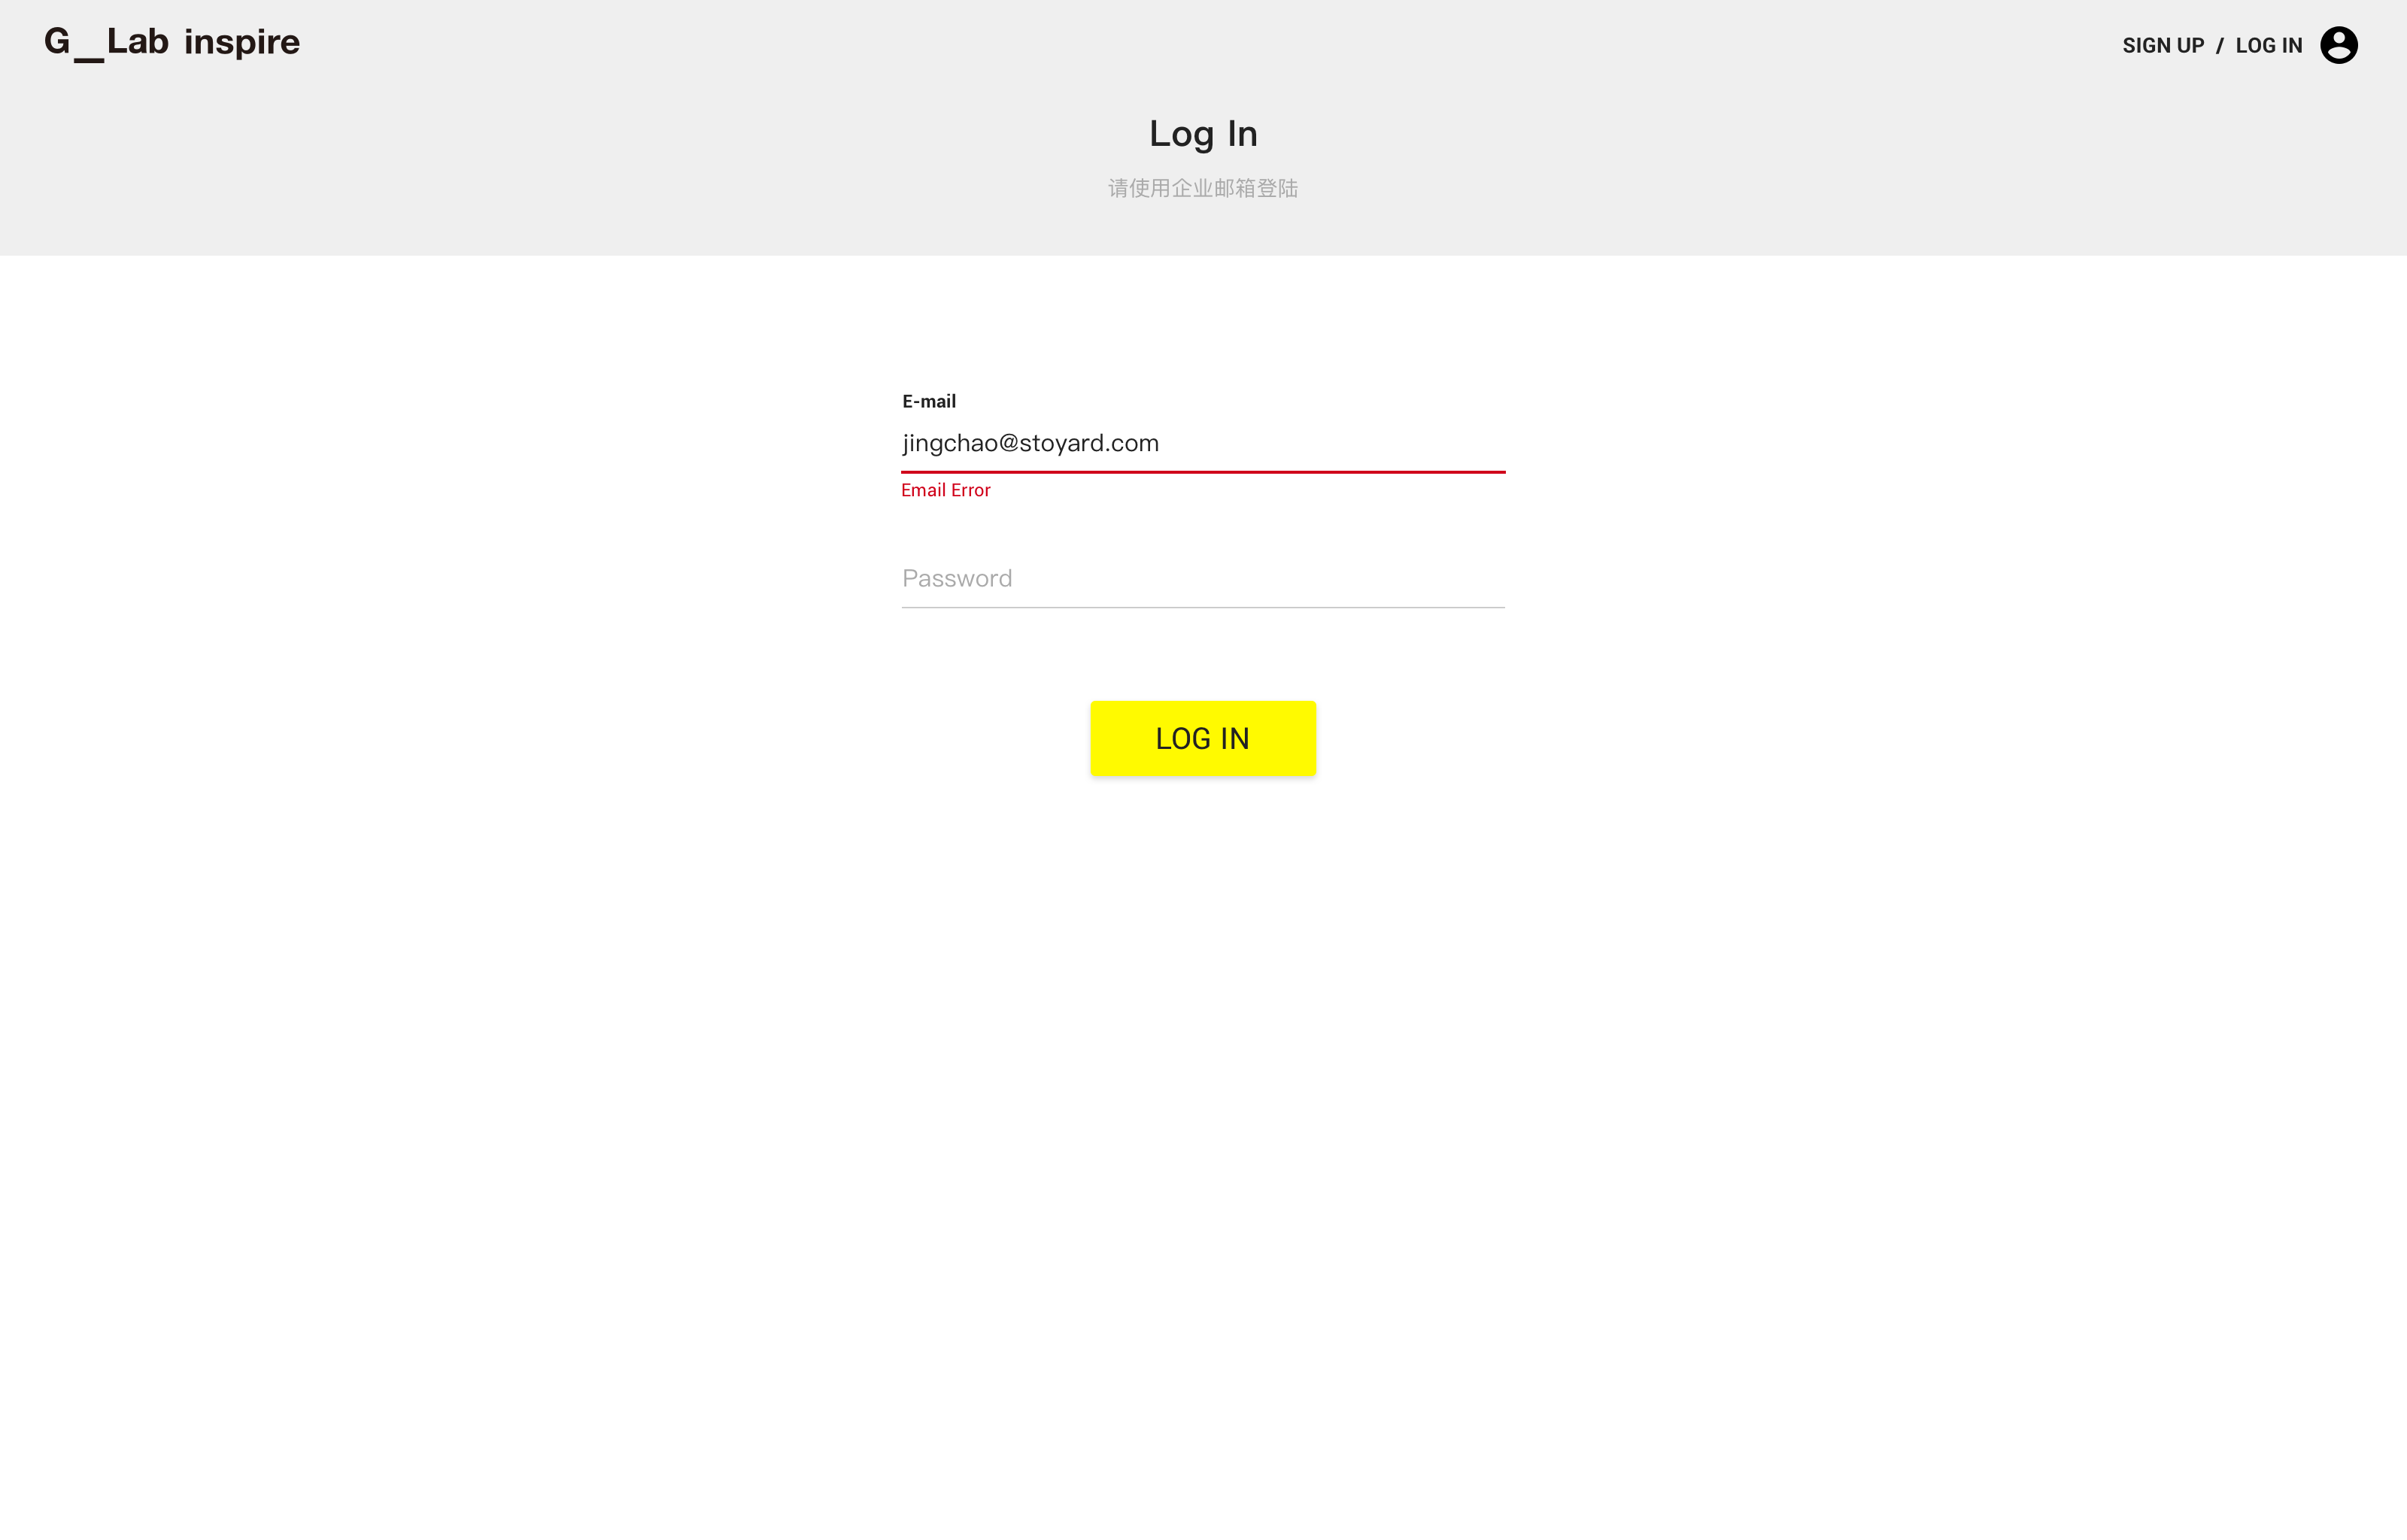 G__Lab inspire
SIGN UP / LOG IN
Log In
请使用企业邮箱登陆
E-mail
jingchao@stoyard.com
Email Error
Password
LOG IN